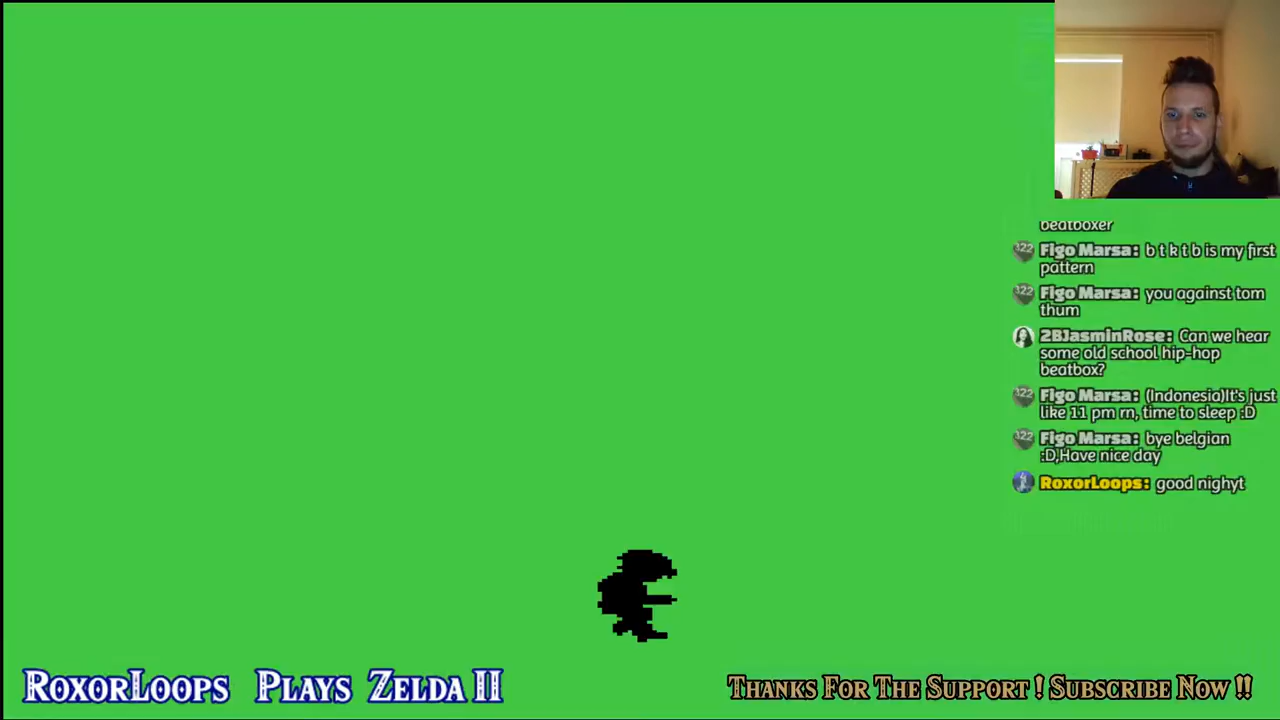 beatboxer
Figo Marsa: b t k t b is my first
pattern
Figo Marsa: you against tom
thum
2BJasminRose: Can we hear
some old school hip-hop
beatbox?
Figo Marsa: (Indonesia)It's just
like 11 pm rn, time to sleep :D
Figo Marsa: bye belgian
:D,Have nice day
RoxorLoops: good nighyt
RoxorLoops Plays Zelda II
Thanks For The Support ! Subscribe Now !!